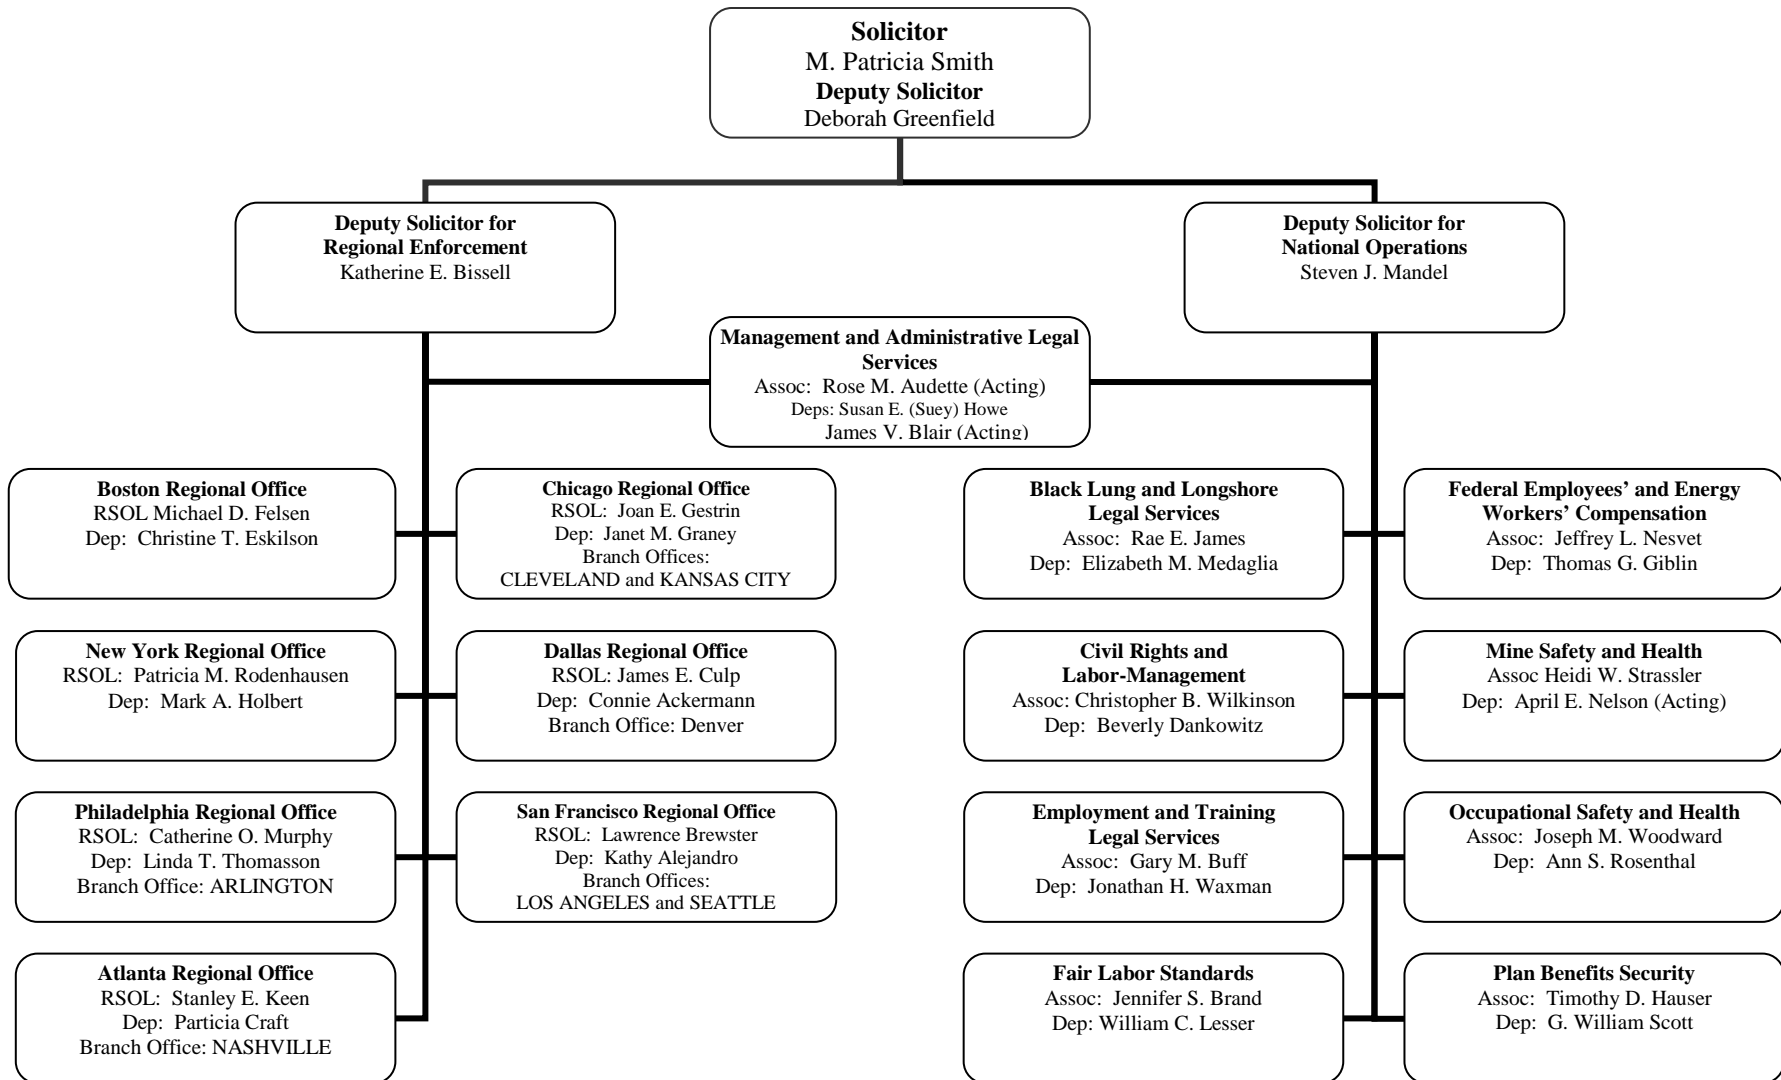 Solicitor
M. Patricia Smith
Deputy Solicitor
Deborah Greenfield
Deputy Solicitor for
Regional Enforcement
Katherine E. Bissell
Deputy Solicitor for
National Operations
Steven J. Mandel
Management and Administrative Legal
Services
Assoc: Rose M. Audette (Acting)
Deps: Susan E. (Suey) Howe
James V. Blair (Acting)
Boston Regional Office
RSOL Michael D. Felsen
Dep: Christine T. Eskilson
Chicago Regional Office
RSOL: Joan E. Gestrin
Dep: Janet M. Graney
Branch Offices:
CLEVELAND and KANSAS CITY
Black Lung and Longshore
Legal Services
Assoc: Rae E. James
Dep: Elizabeth M. Medaglia
Federal Employees’ and Energy
Workers’ Compensation
Assoc: Jeffrey L. Nesvet
Dep: Thomas G. Giblin
New York Regional Office
RSOL: Patricia M. Rodenhausen
Dep: Mark A. Holbert
Dallas Regional Office
RSOL: James E. Culp
Dep: Connie Ackermann
Branch Office: Denver
Civil Rights and
Labor-Management
Assoc: Christopher B. Wilkinson
Dep: Beverly Dankowitz
Mine Safety and Health
Assoc Heidi W. Strassler
Dep: April E. Nelson (Acting)
Philadelphia Regional Office
RSOL: Catherine O. Murphy
Dep: Linda T. Thomasson
Branch Office: ARLINGTON
San Francisco Regional Office
RSOL: Lawrence Brewster
Dep: Kathy Alejandro
Branch Offices:
LOS ANGELES and SEATTLE
Employment and Training
Legal Services
Assoc: Gary M. Buff
Dep: Jonathan H. Waxman
Occupational Safety and Health
Assoc: Joseph M. Woodward
Dep: Ann S. Rosenthal
Atlanta Regional Office
RSOL: Stanley E. Keen
Dep: Particia Craft
Branch Office: NASHVILLE
Fair Labor Standards
Assoc: Jennifer S. Brand
Dep: William C. Lesser
Plan Benefits Security
Assoc: Timothy D. Hauser
Dep: G. William Scott